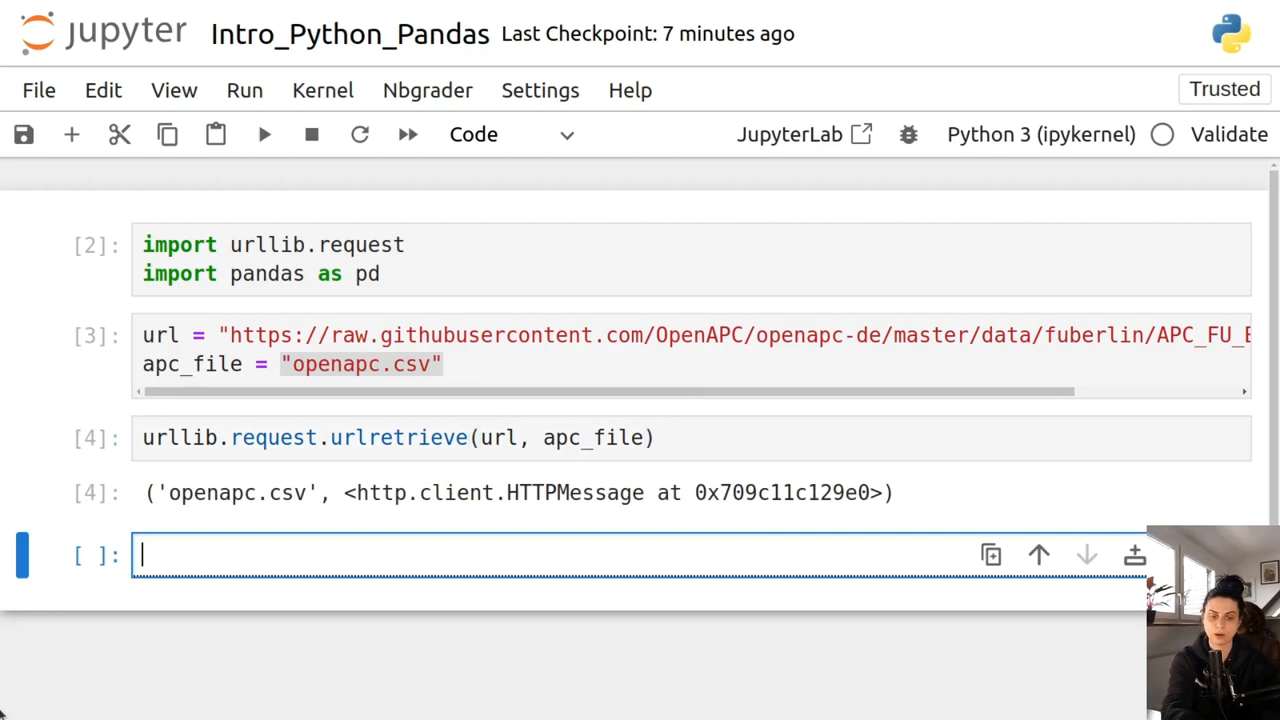 jupyter Intro_Python_Pandas Last Checkpoint: 7 minutes ago
File Edit View Run Kernel Nbgrader Settings Help Trusted
Code JupyterLab Python 3 (ipykernel) Validate
[2]: import urllib.request
import pandas as pd
[3]: url = "https://raw.githubusercontent.com/OpenAPC/openapc-de/master/data/fuberlin/APC_FU_
apc_file = "openapc.csv"
[4]: urllib.request.urlretrieve(url, apc_file)
[4]: ('openapc.csv', <http.client.HTTPMessage at 0x709c11c129e0>)
[ ]: